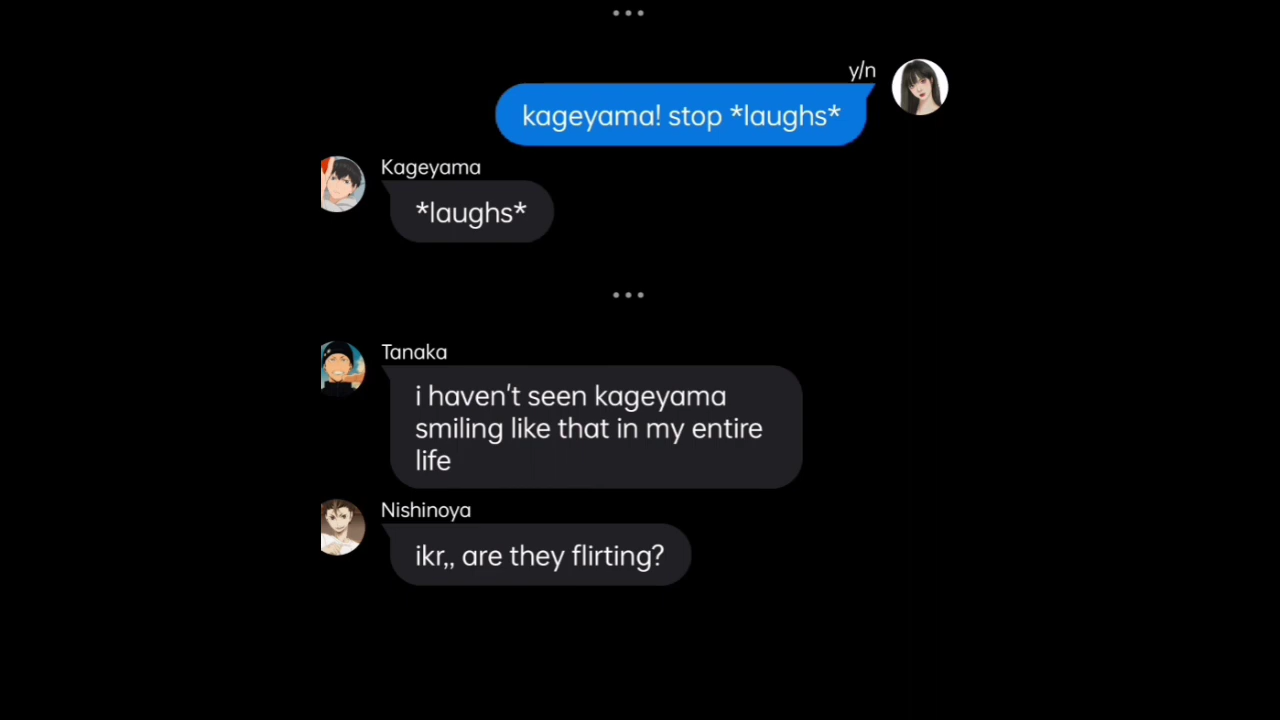 y/n
kageyama! stop *laughs*
Kageyama
*laughs*
Tanaka
i haven't seen kageyama
smiling like that in my entire
life
Nishinoya
ikr,, are they flirting?